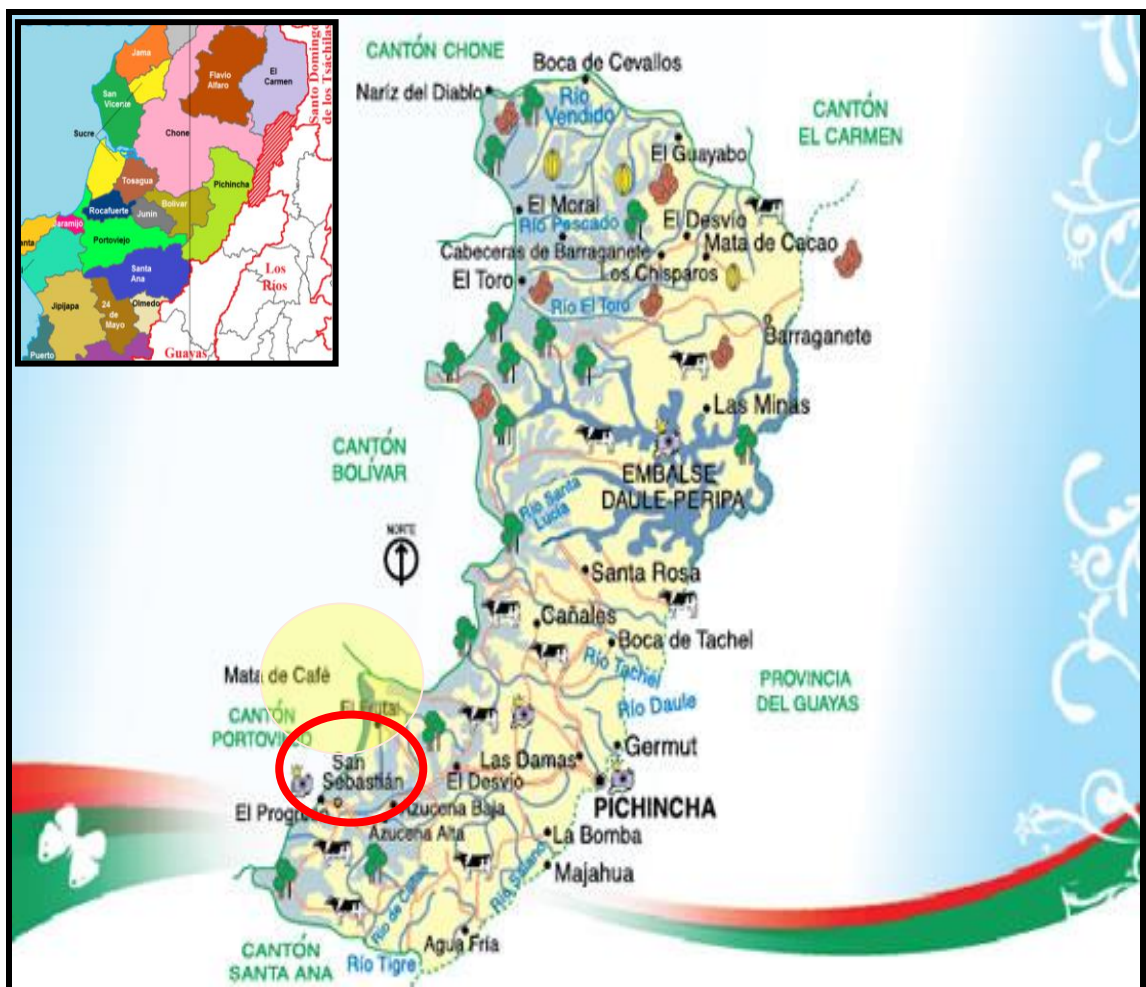 Jama
Flavio
Alfaro
El
Carmen
Santo Domingo
de los Tsáchilas
San
Vicente
Sucre
Chone
Tosagua
Pichincha
Rocafuerte
Junín
Bolívar
Jaramijo
anta
Portoviejo
Santa
Ana
Los
Ríos
Jipijapa
24
de
Mayo
Olmedo
Puerto
Guayas
CANTÓN CHONE
Boca de Cevallos
Naríz del Diablo
Río
Vendido
CANTÓN
EL CARMEN
El Guayabo
El Moral
Río Pescado
El Desvío
Cabeceras de Barraganete
Mata de Cacao
Los Chisparos
El Toro
Río El Toro
Barraganete
Las Minas
CANTÓN
BOLÍVAR
EMBALSE
DAULE-PERIPA
Río Santa
Lucía
NORTE
Santa Rosa
Cañales
Boca de Tachel
Río Tachel
Mata de Café
PROVINCIA
DEL GUAYAS
El Frutal
Río Daule
CANTÓN
PORTOVIEJO
Germut
San
Sebastián
Las Damas
El Desvío
PICHINCHA
El Progreso
Azucena Baja
Azucena Alta
La Bomba
Majahua
Agua Fría
CANTÓN
SANTA ANA
Río Tigre